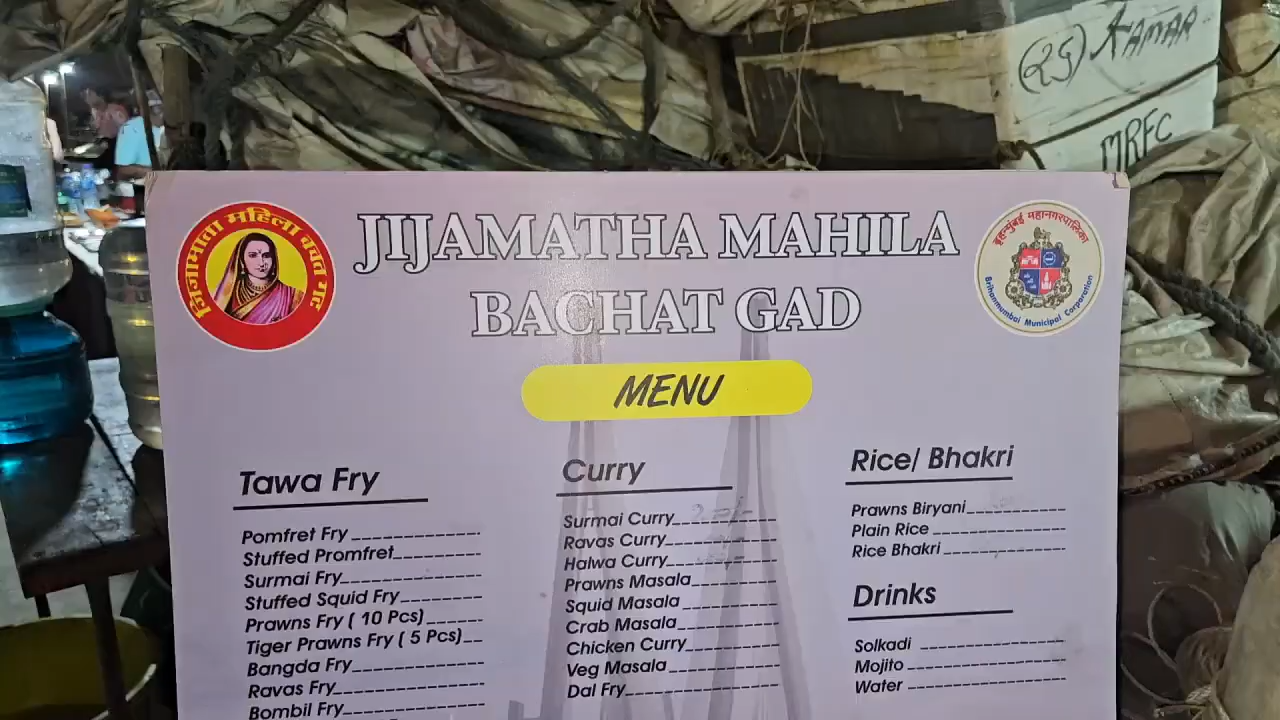 (25) KAMAR
MRFC
जिजामाता महिला बचत गट
JIJAMATHA MAHILA
BACHAT GAD
बृहन्मुंबई महानगरपालिका
Brihanmumbai Municipal Corporation
MENU
Tawa Fry
Pomfret Fry
Stuffed Promfret
Surmai Fry
Stuffed Squid Fry
Prawns Fry ( 10 Pcs)
Tiger Prawns Fry ( 5 Pcs)
Bangda Fry
Ravas Fry
Bombil Fry
Curry
Surmai Curry
Ravas Curry
Halwa Curry
Prawns Masala
Squid Masala
Crab Masala
Chicken Curry
Veg Masala
Dal Fry
Rice/ Bhakri
Prawns Biryani
Plain Rice
Rice Bhakri
Drinks
Solkadi
Mojito
Water